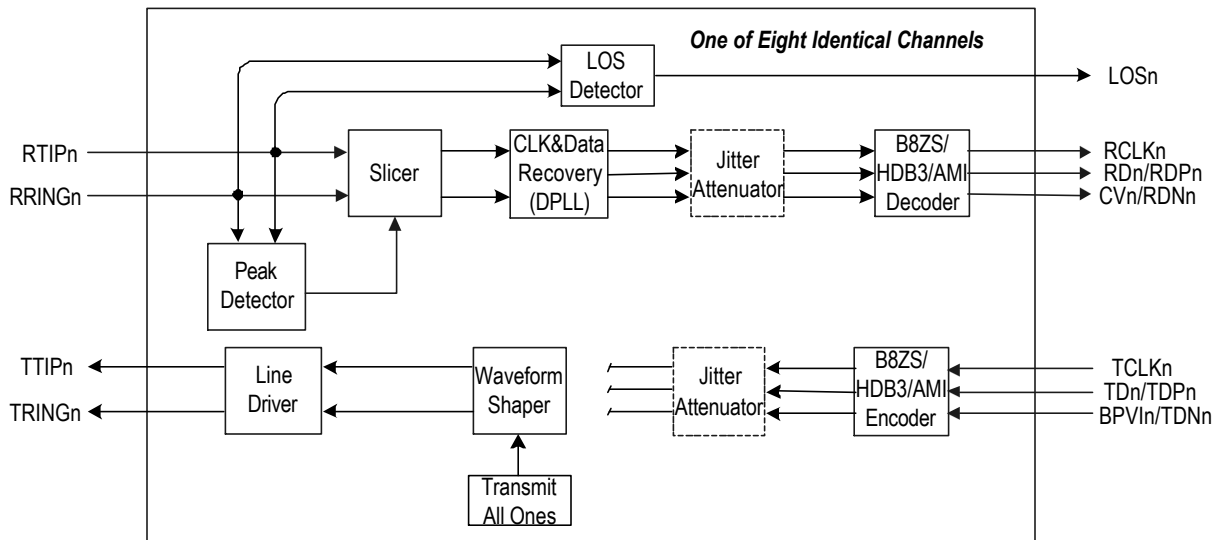 One of Eight Identical Channels
LOS
Detector
LOSn
RTIPn
RRINGn
Slicer
CLK&Data
Recovery
(DPLL)
Jitter
Attenuator
B8ZS/
HDB3/AMI
Decoder
RCLKn
RDn/RDPn
CVn/RDNn
Peak
Detector
TTIPn
TRINGn
Line
Driver
Waveform
Shaper
Jitter
Attenuator
B8ZS/
HDB3/AMI
Encoder
TCLKn
TDn/TDPn
BPVIn/TDNn
Transmit
All Ones